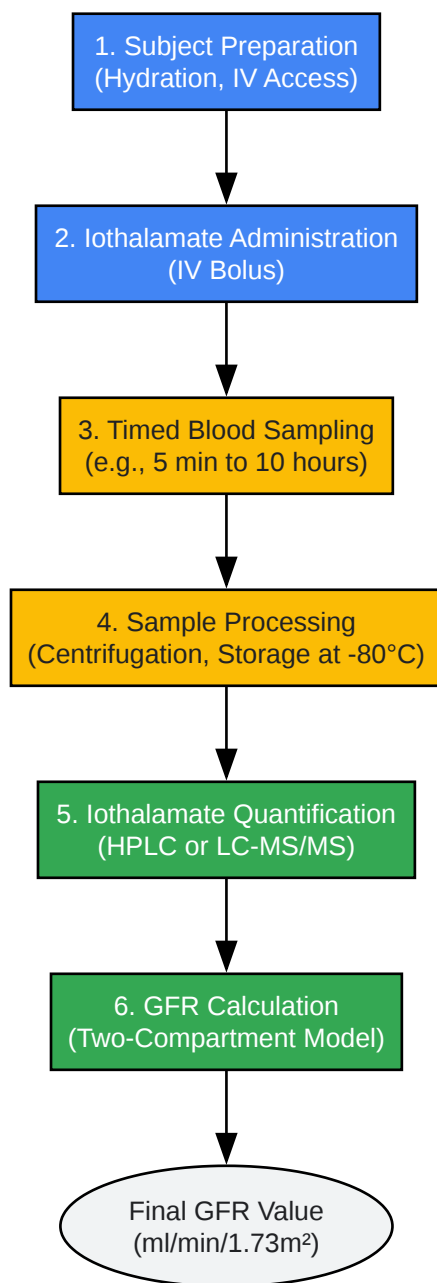 1. Subject Preparation
(Hydration, IV Access)
2. Iothalamate Administration
(IV Bolus)
3. Timed Blood Sampling
(e.g., 5 min to 10 hours)
4. Sample Processing
(Centrifugation, Storage at -80°C)
5. Iothalamate Quantification
(HPLC or LC-MS/MS)
6. GFR Calculation
(Two-Compartment Model)
Final GFR Value
(ml/min/1.73m²)